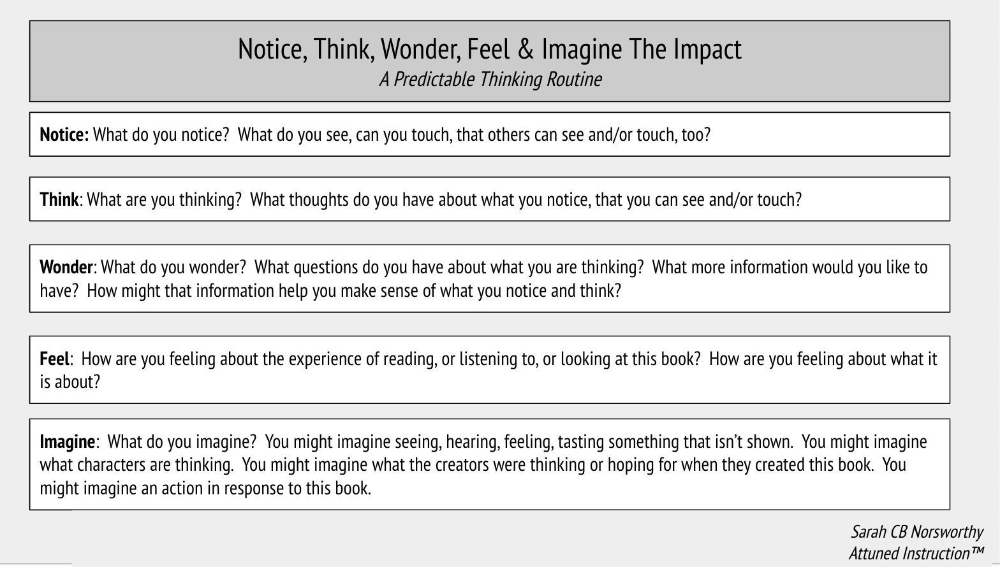 Notice, Think, Wonder, Feel & Imagine The Impact
A Predictable Thinking Routine
Notice: What do you notice?  What do you see, can you touch, that others can see and/or touch, too?
Think: What are you thinking?  What thoughts do you have about what you notice, that you can see and/or touch?
Wonder: What do you wonder?  What questions do you have about what you are thinking?  What more information would you like to
have?  How might that information help you make sense of what you notice and think?
Feel:  How are you feeling about the experience of reading, or listening to, or looking at this book?  How are you feeling about what it
is about?
Imagine:  What do you imagine?  You might imagine seeing, hearing, feeling, tasting something that isn't shown.  You might imagine
what characters are thinking.  You might imagine what the creators were thinking or hoping for when they created this book.  You
might imagine an action in response to this book.
Sarah CB Norsworthy
Attuned Instruction™